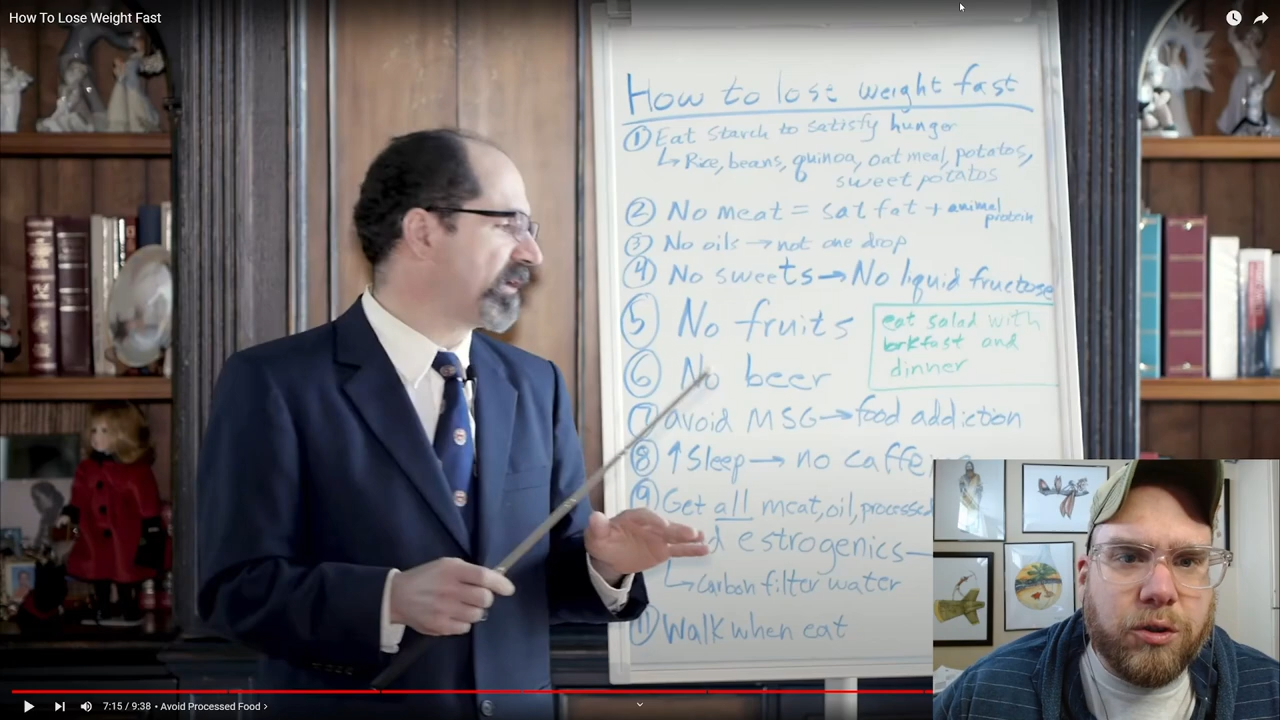 How To Lose Weight Fast
How to lose weight fast
① Eat Starch to satisfy hunger
↳ Rice, beans, quinoa, oatmeal, potatos,
sweet potatos
② No meat = sat fat + animal protein
③ No oils → not one drop
④ No sweets → No liquid fructose
⑤ No fruits
eat salad with
brkfast and
dinner
⑥ No beer
⑦ avoid MSG → food addiction
⑧ ↑ Sleep → no caffe
⑨ Get all meat, oil, processed
d estrogenics
↳ Carbon filter water
⑪ Walk when eat
7:15 / 9:38 • Avoid Processed Food >